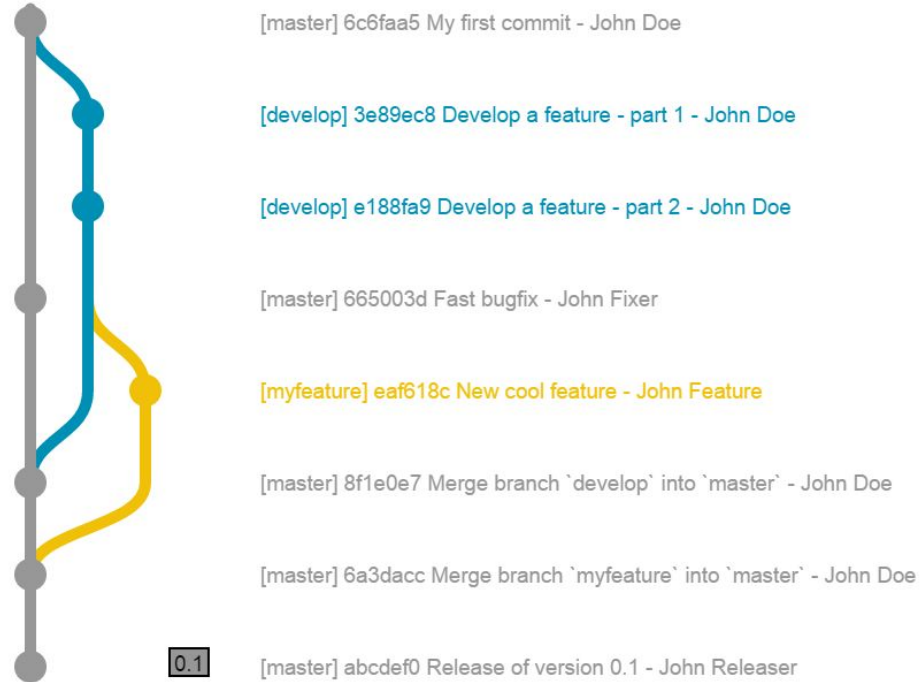 [master] 6c6faa5 My first commit - John Doe
[develop] 3e89ec8 Develop a feature - part 1 - John Doe
[develop] e188fa9 Develop a feature - part 2 - John Doe
[master] 665003d Fast bugfix - John Fixer
[myfeature] eaf618c New cool feature - John Feature
[master] 8f1e0e7 Merge branch `develop` into `master` - John Doe
[master] 6a3dacc Merge branch `myfeature` into `master` - John Doe
0.1 [master] abcdef0 Release of version 0.1 - John Releaser